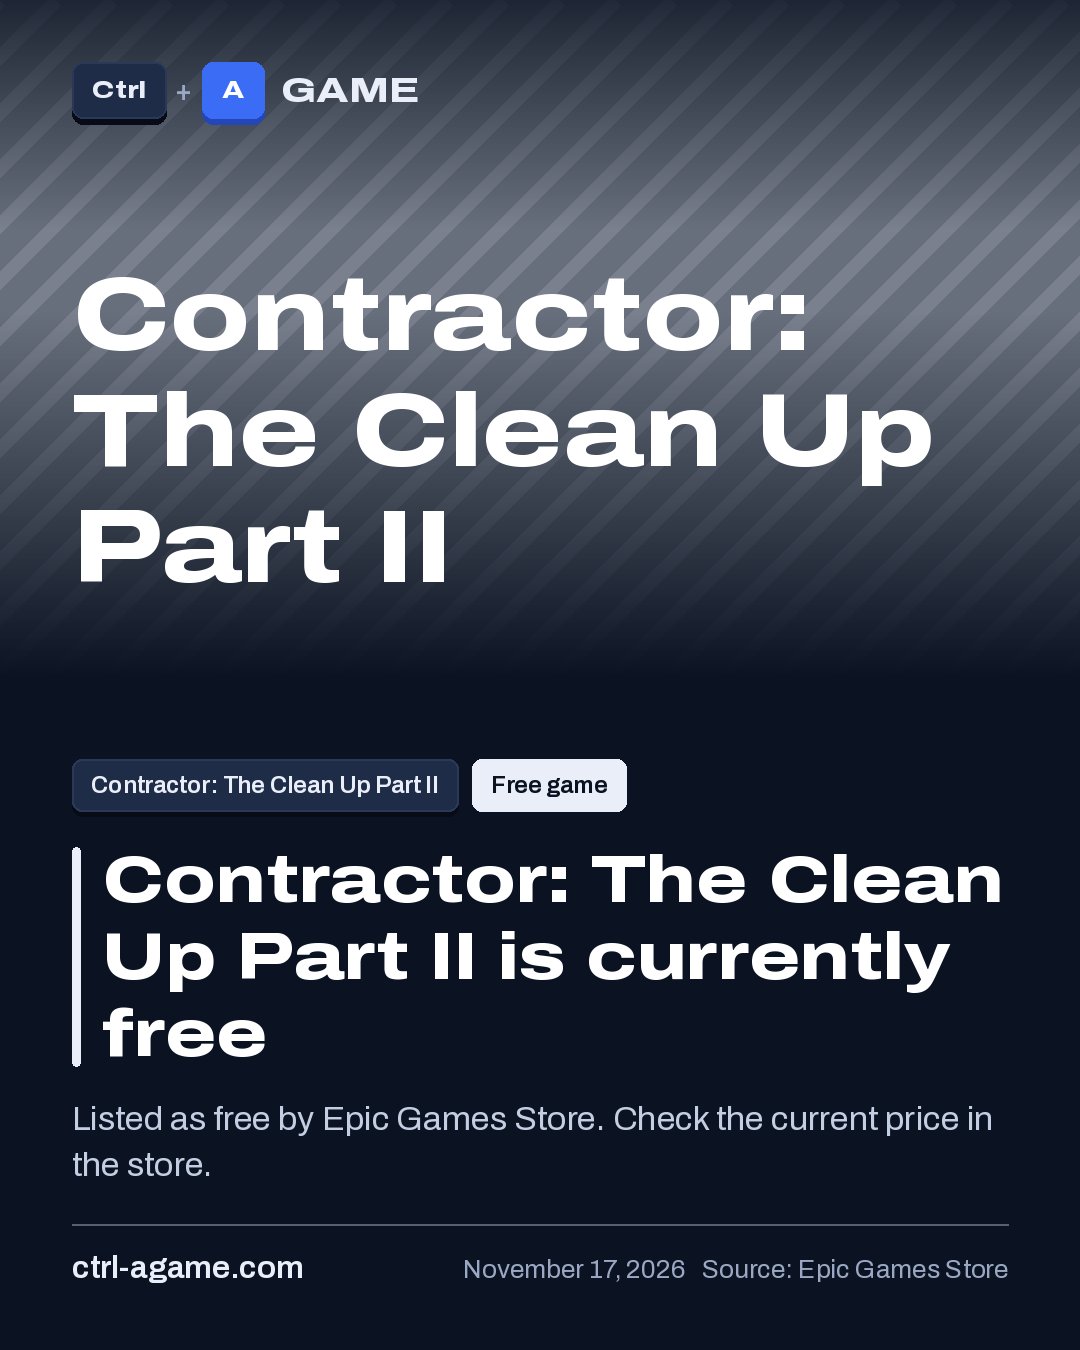 Ctrl + A GAME
Contractor:
The Clean Up
Part II
Contractor: The Clean Up Part II Free game
Contractor: The Clean
Up Part II is currently
free
Listed as free by Epic Games Store. Check the current price in
the store.
ctrl-agame.com November 17, 2026 Source: Epic Games Store